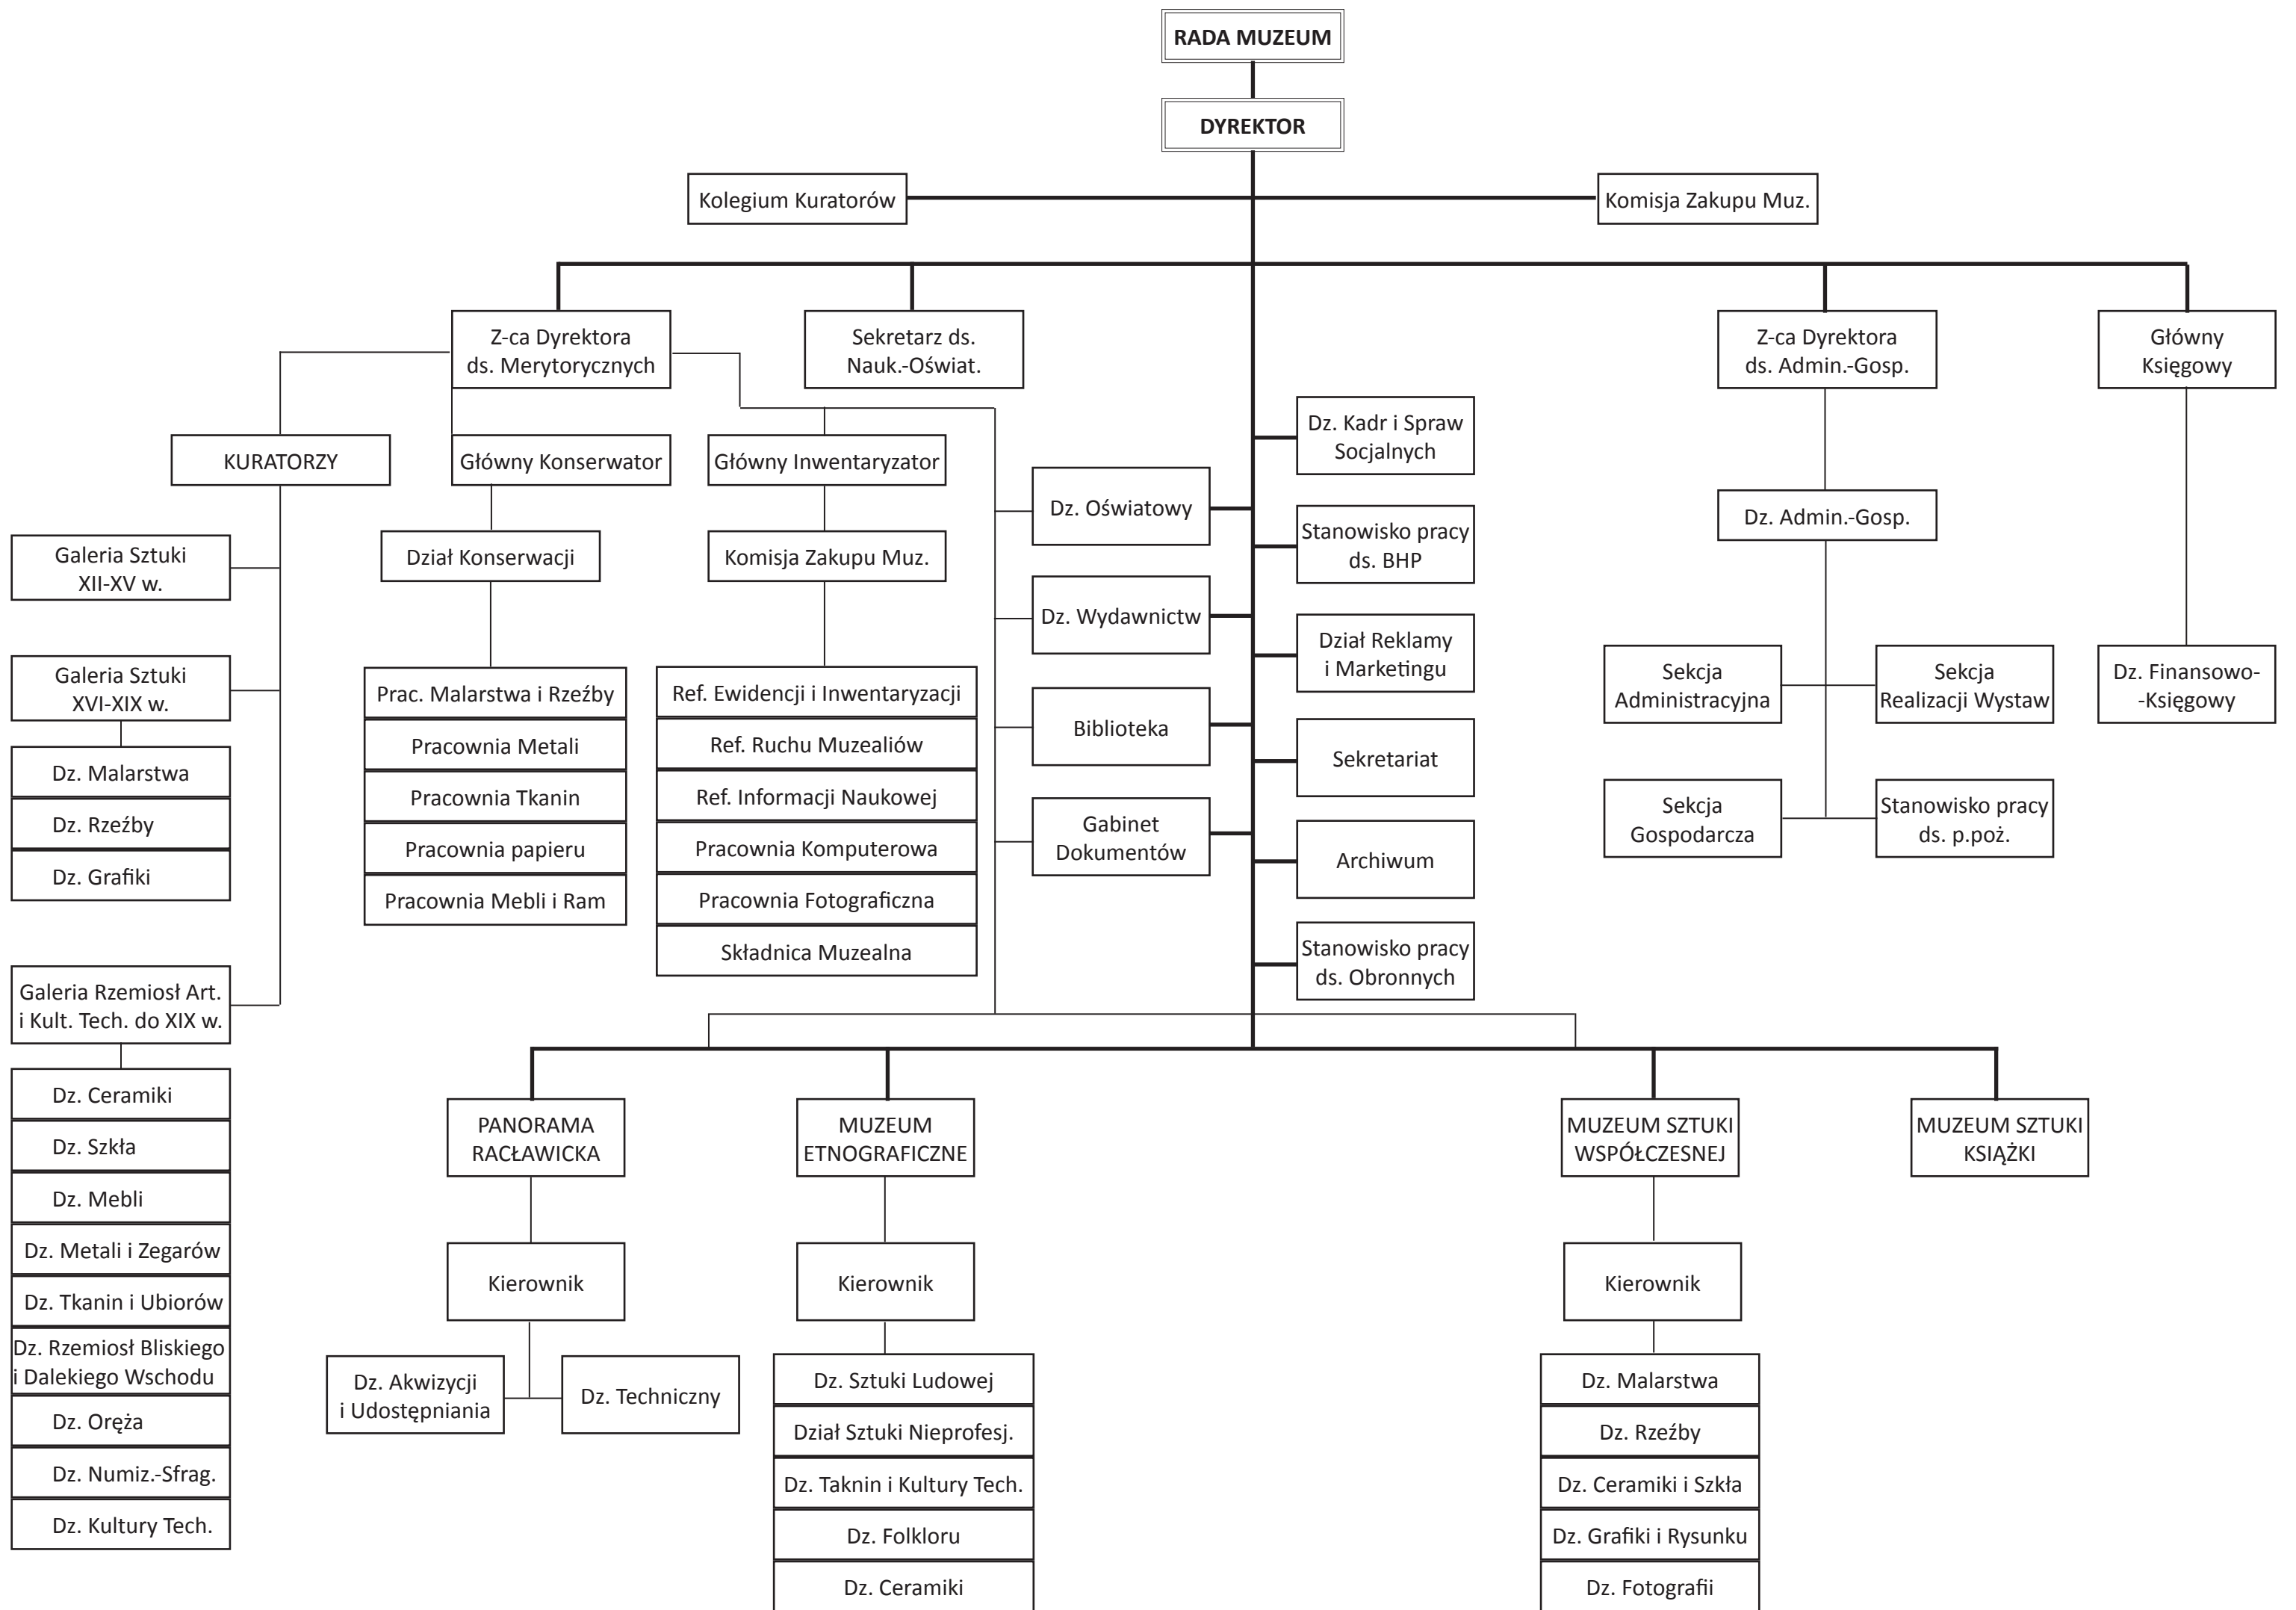 RADA MUZEUM
DYREKTOR
Kolegium Kuratorów
Komisja Zakupu Muz.
Z-ca Dyrektora
ds. Merytorycznych
Sekretarz ds.
Nauk.-Oświat.
Z-ca Dyrektora
ds. Admin.-Gosp.
Główny
Księgowy
KURATORZY
Główny Konserwator
Główny Inwentaryzator
Dział Konserwacji
Komisja Zakupu Muz.
Galeria Sztuki
XII-XV w.
Galeria Sztuki
XVI-XIX w.
Dz. Malarstwa
Dz. Rzeźby
Dz. Grafiki
Galeria Rzemiosł Art.
i Kult. Tech. do XIX w.
Dz. Ceramiki
Dz. Szkła
Dz. Mebli
Dz. Metali i Zegarów
Dz. Tkanin i Ubiorów
Dz. Rzemiosł Bliskiego
i Dalekiego Wschodu
Dz. Oręża
Dz. Numiz.-Sfrag.
Dz. Kultury Tech.
Prac. Malarstwa i Rzeźby
Pracownia Metali
Pracownia Tkanin
Pracownia papieru
Pracownia Mebli i Ram
Ref. Ewidencji i Inwentaryzacji
Ref. Ruchu Muzealiów
Ref. Informacji Naukowej
Pracownia Komputerowa
Pracownia Fotograficzna
Składnica Muzealna
Dz. Oświatowy
Dz. Wydawnictw
Biblioteka
Gabinet
Dokumentów
Dz. Kadr i Spraw
Socjalnych
Stanowisko pracy
ds. BHP
Dział Reklamy
i Marketingu
Sekretariat
Archiwum
Stanowisko pracy
ds. Obronnych
Dz. Admin.-Gosp.
Sekcja
Administracyjna
Sekcja
Realizacji Wystaw
Sekcja
Gospodarcza
Stanowisko pracy
ds. p.poż.
Dz. Finansowo-
-Księgowy
PANORAMA
RACŁAWICKA
Kierownik
Dz. Akwizycji
i Udostępniania
Dz. Techniczny
MUZEUM
ETNOGRAFICZNE
Kierownik
Dz. Sztuki Ludowej
Dział Sztuki Nieprofesj.
Dz. Taknin i Kultury Tech.
Dz. Folkloru
Dz. Ceramiki
MUZEUM SZTUKI
WSPÓŁCZESNEJ
Kierownik
Dz. Malarstwa
Dz. Rzeźby
Dz. Ceramiki i Szkła
Dz. Grafiki i Rysunku
Dz. Fotografii
MUZEUM SZTUKI
KSIĄŻKI